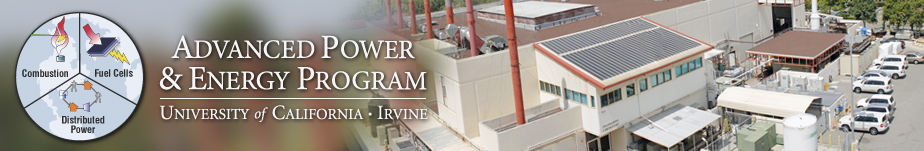 Combustion
Fuel Cells
Distributed
Power
ADVANCED POWER
& ENERGY PROGRAM
UNIVERSITY of CALIFORNIA · IRVINE